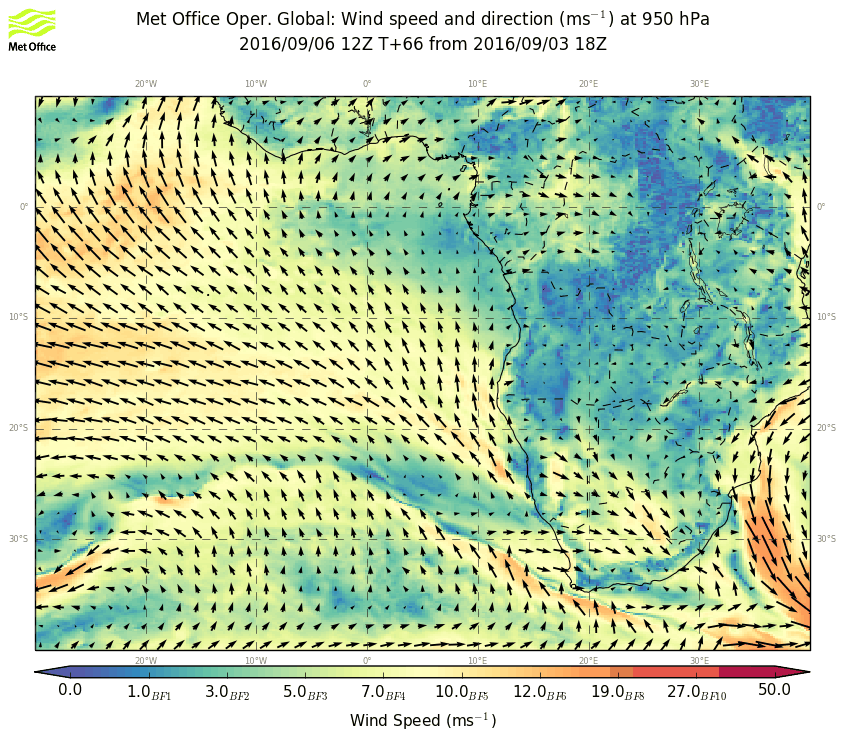 Met Office
Met Office Oper. Global: Wind speed and direction (ms⁻¹) at 950 hPa
2016/09/06 12Z T+66 from 2016/09/03 18Z
20°W 10°W 0° 10°E 20°E 30°E
0° 0°
10°S 10°S
20°S 20°S
30°S 30°S
20°W 10°W 0° 10°E 20°E 30°E
0.0 1.0BF1 3.0BF2 5.0BF3 7.0BF4 10.0BF5 12.0BF6 19.0BF8 27.0BF10 50.0
Wind Speed (ms⁻¹)